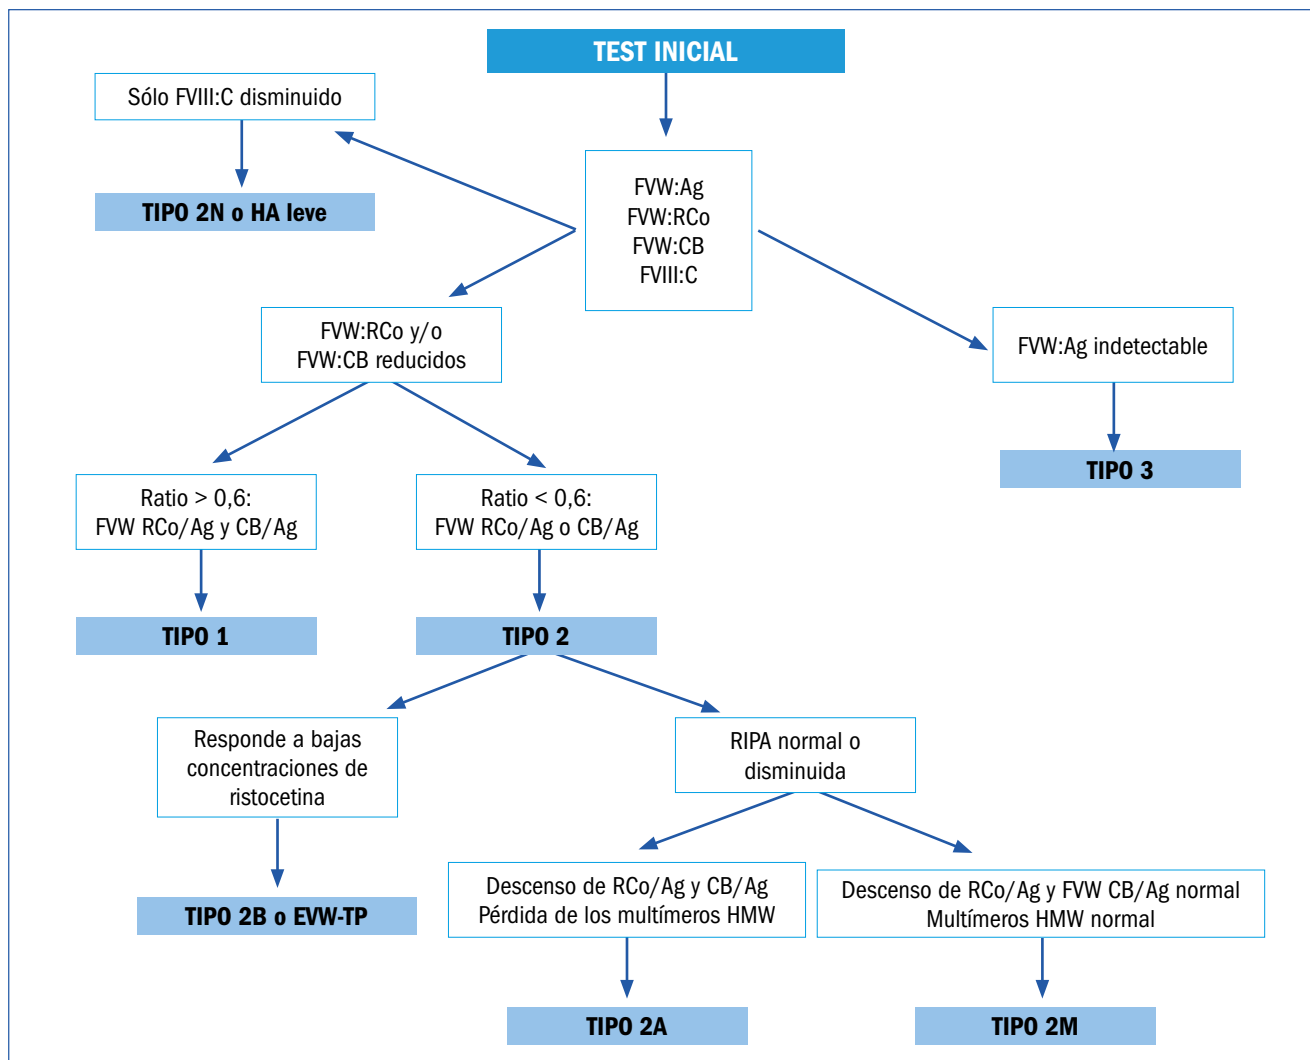 TEST INICIAL
Sólo FVIII:C disminuido
TIPO 2N o HA leve
FVW:Ag
FVW:RCo
FVW:CB
FVIII:C
FVW:RCo y/o
FVW:CB reducidos
FVW:Ag indetectable
TIPO 3
Ratio > 0,6:
FVW RCo/Ag y CB/Ag
Ratio < 0,6:
FVW RCo/Ag o CB/Ag
TIPO 1
TIPO 2
Responde a bajas
concentraciones de
ristocetina
RIPA normal o
disminuida
TIPO 2B o EVW-TP
Descenso de RCo/Ag y CB/Ag
Pérdida de los multímeros HMW
Descenso de RCo/Ag y FVW CB/Ag normal
Multímeros HMW normal
TIPO 2A
TIPO 2M